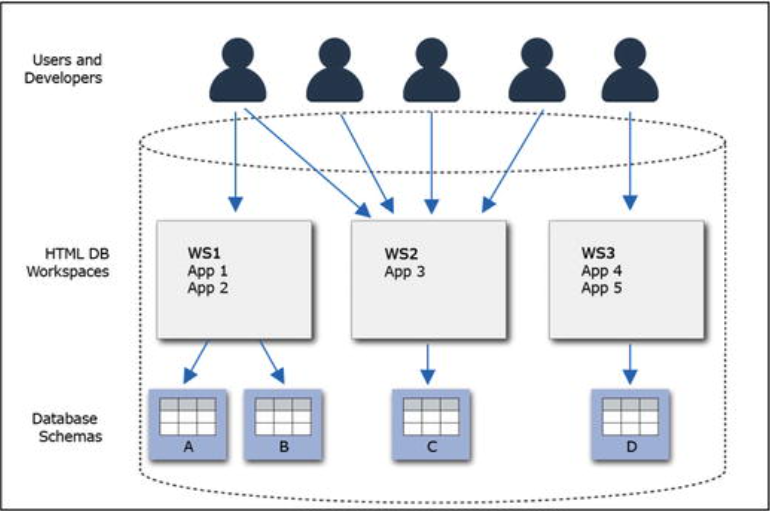 Users and
Developers
HTML DB
Workspaces
WS1
App 1
App 2
WS2
App 3
WS3
App 4
App 5
Database
Schemas
A
B
C
D